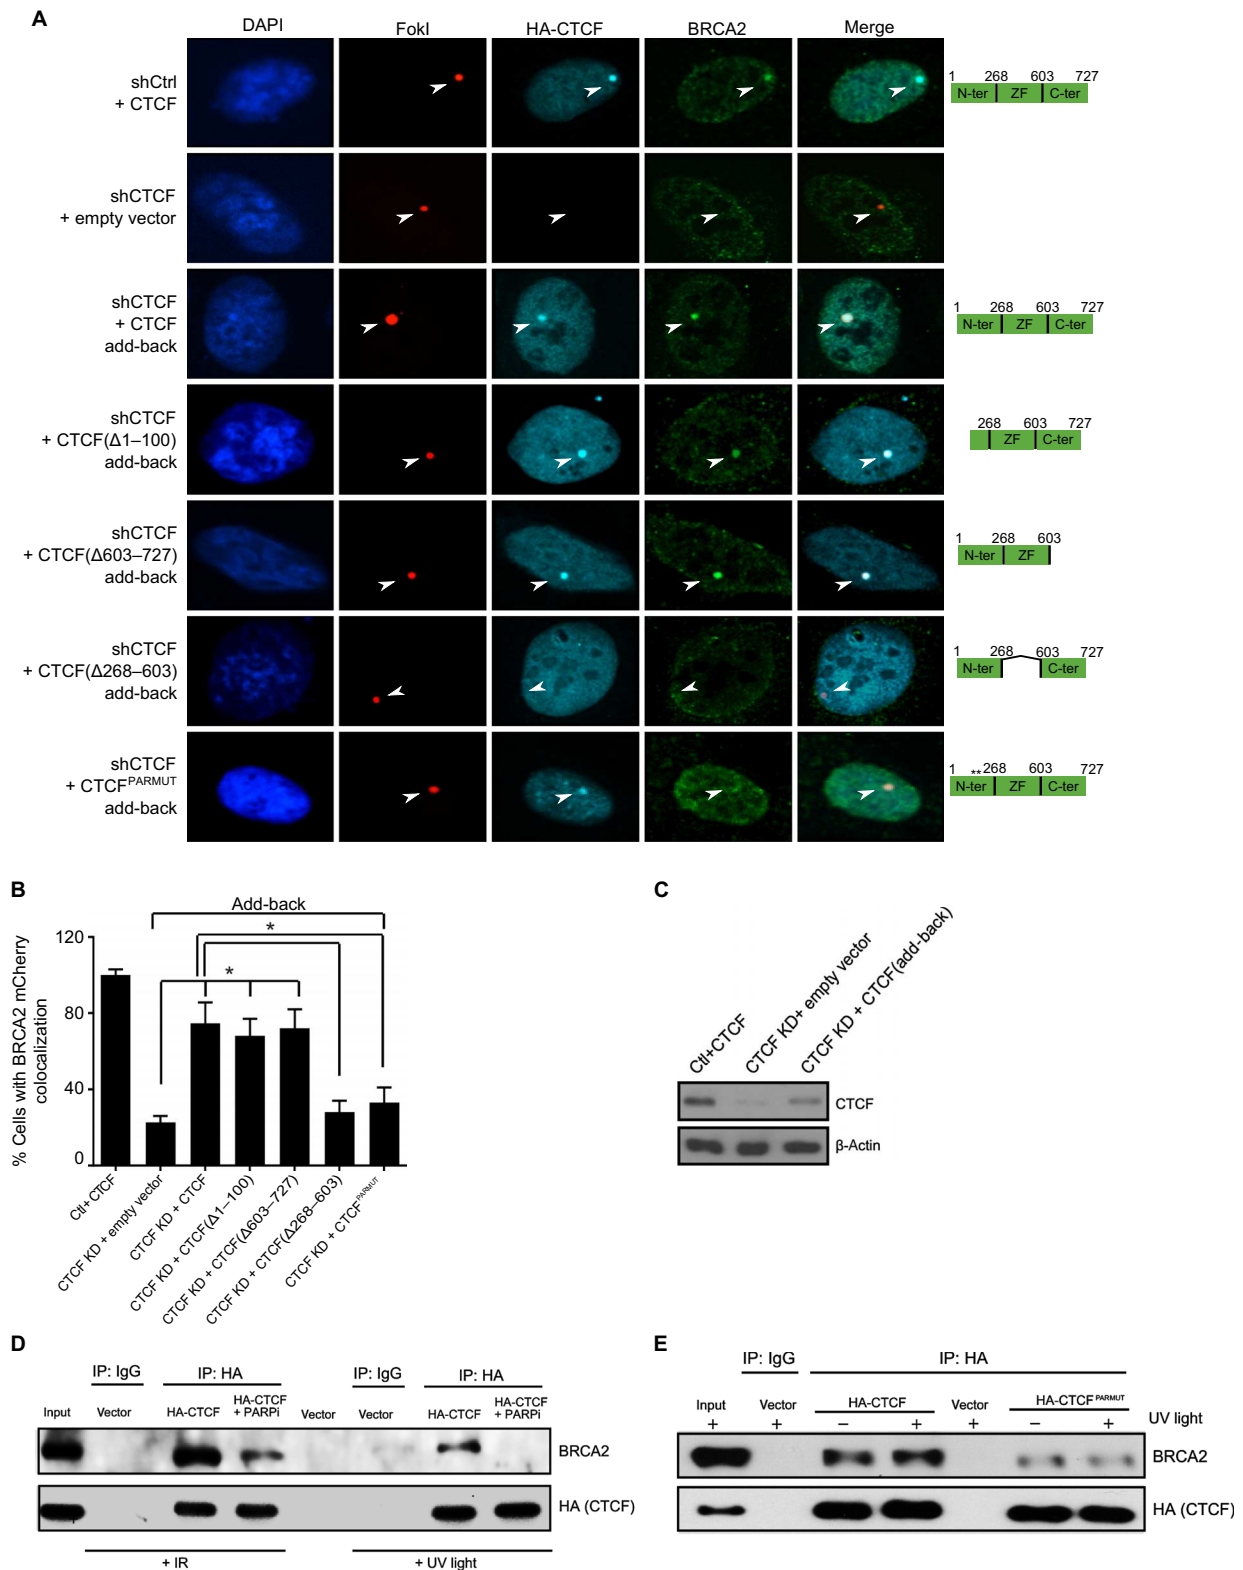 A
DAPI FokI HA-CTCF BRCA2 Merge
shCtrl
+ CTCF
1 268 603 727
N-ter ZF C-ter
shCTCF
+ empty vector
shCTCF
+ CTCF
add-back
1 268 603 727
N-ter ZF C-ter
shCTCF
+ CTCF(Δ1–100)
add-back
268 603 727
ZF C-ter
shCTCF
+ CTCF(Δ603–727)
add-back
1 268 603
N-ter ZF
shCTCF
+ CTCF(Δ268–603)
add-back
1 268 603 727
N-ter C-ter
shCTCF
+ CTCFPARMUT
add-back
1 **268 603 727
N-ter ZF C-ter
B
Add-back
* 
*
% Cells with BRCA2 mCherry
colocalization
120
80
40
0
Ctl+CTCF
CTCF KD + empty vector
CTCF KD + CTCF
CTCF KD + CTCF(Δ1–100)
CTCF KD + CTCF(Δ603–727)
CTCF KD + CTCF(Δ268–603)
CTCF KD + CTCFPARMUT
C
Ctl+CTCF
CTCF KD+ empty vector
CTCF KD + CTCF(add-back)
CTCF
β-Actin
D
IP: IgG IP: HA IP: IgG IP: HA
Input Vector HA-CTCF HA-CTCF + PARPi Vector Vector HA-CTCF HA-CTCF + PARPi
BRCA2
HA (CTCF)
+ IR + UV light
E
IP: IgG IP: HA
Input Vector HA-CTCF Vector HA-CTCFPARMUT
+ + − + + − + UV light
BRCA2
HA (CTCF)